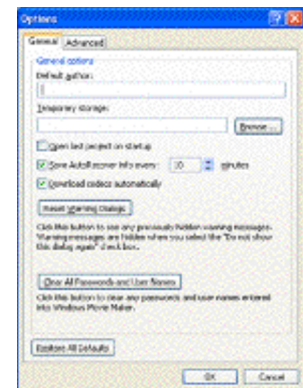 Options
General Advanced
General options
Default author:
Temporary storage:
Browse ...
Open last project on startup
Save AutoRecover info every: 10 minutes
Download codecs automatically
Reset Warning Dialogs
Click this button to see any previously hidden warning messages.
Warning messages are hidden when you select the "Do not show
this dialog again" check box.
Clear All Passwords and User Names
Click this button to clear any passwords and user names entered
into Windows Movie Maker.
Restore All Defaults
OK Cancel